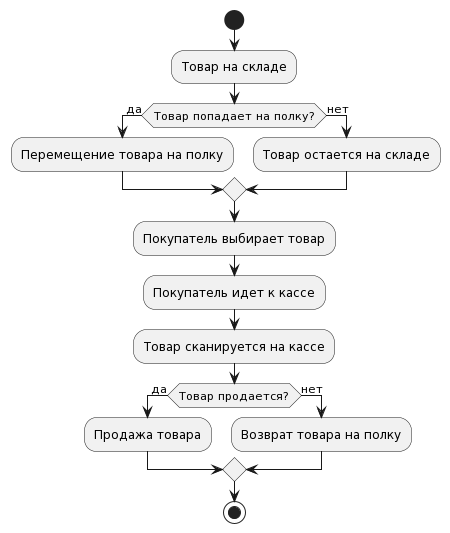 Товар на складе
да
Товар попадает на полку?
нет
Перемещение товара на полку
Товар остается на складе
Покупатель выбирает товар
Покупатель идет к кассе
Товар сканируется на кассе
да
Товар продается?
нет
Продажа товара
Возврат товара на полку